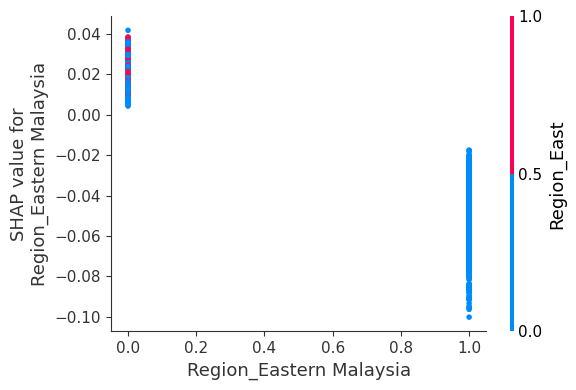 SHAP value for
Region_Eastern Malaysia
0.04
0.02
0.00
−0.02
−0.04
−0.06
−0.08
−0.10
0.0 0.2 0.4 0.6 0.8 1.0
Region_Eastern Malaysia
1.0
0.5
0.0
Region_East